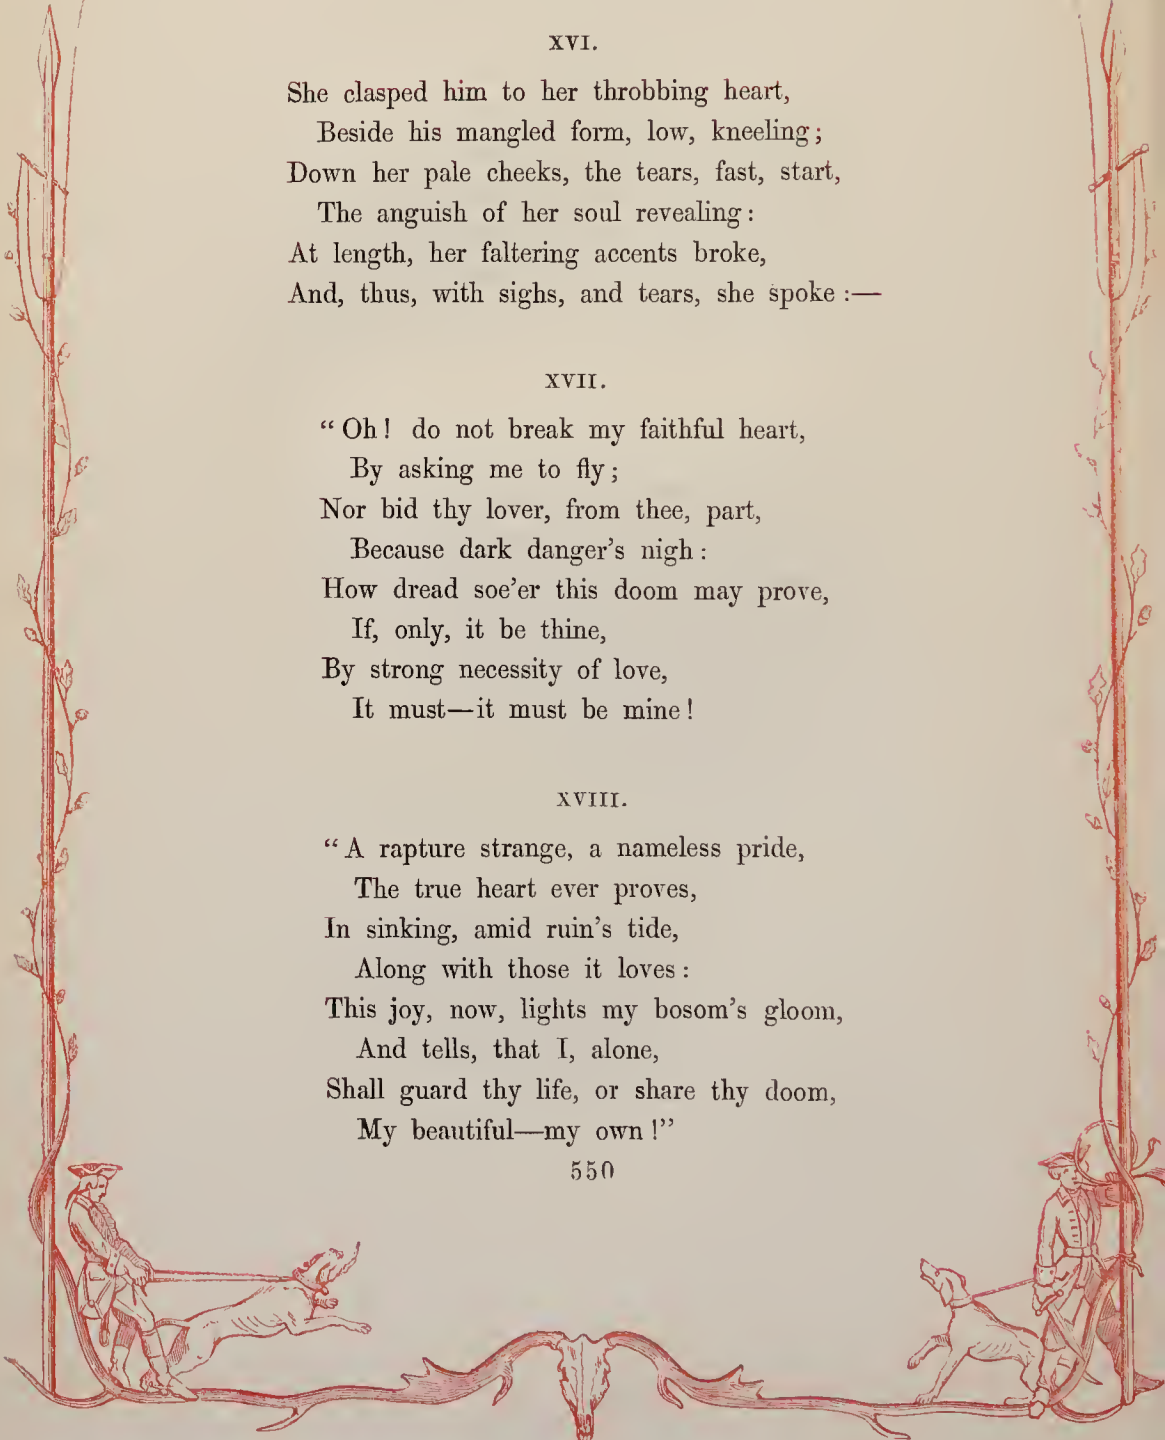 XVI.
She clasped him to her throbbing heart,
Beside his mangled form, low, kneeling;
Down her pale cheeks, the tears, fast, start,
The anguish of her soul revealing:
At length, her faltering accents broke,
And, thus, with sighs, and tears, she spoke:—
XVII.
“Oh! do not break my faithful heart,
By asking me to fly;
Nor bid thy lover, from thee, part,
Because dark danger’s nigh:
How dread soe’er this doom may prove,
If, only, it be thine,
By strong necessity of love,
It must—it must be mine!
XVIII.
“A rapture strange, a nameless pride,
The true heart ever proves,
In sinking, amid ruin’s tide,
Along with those it loves:
This joy, now, lights my bosom’s gloom,
And tells, that I, alone,
Shall guard thy life, or share thy doom,
My beautiful—my own!”
550